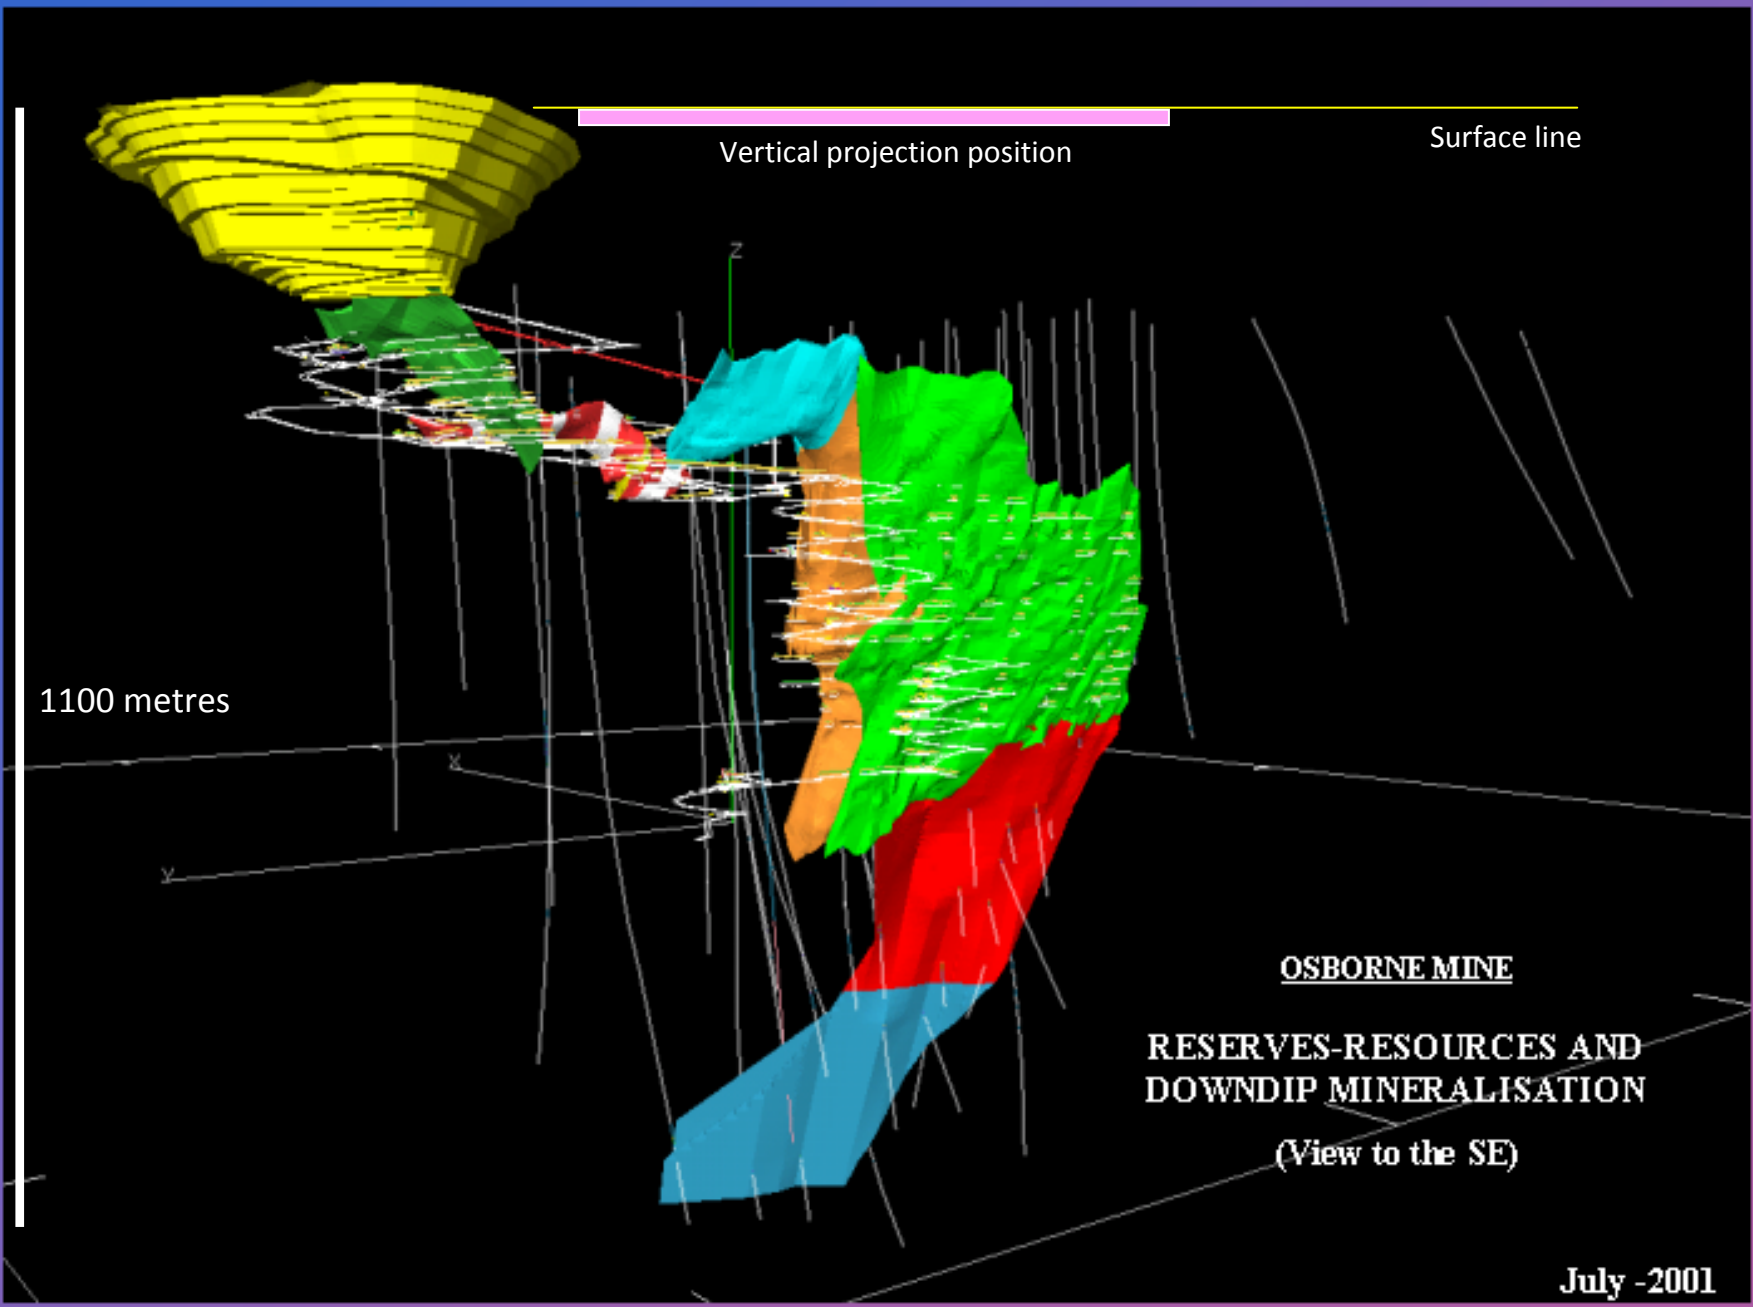 Surface line
Vertical projection position
Z
1100 metres
X
Y
OSBORNE MINE
RESERVES-RESOURCES AND
DOWNDIP MINERALISATION
(View to the SE)
July -2001